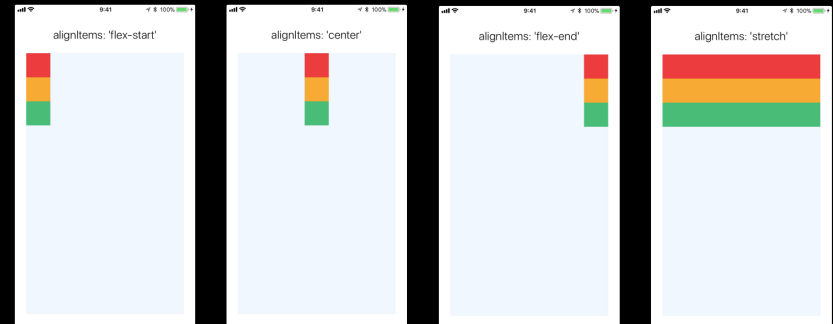 9:41 100%
alignItems: 'flex-start'
9:41 100%
alignItems: 'center'
9:41 100%
alignItems: 'flex-end'
9:41 100%
alignItems: 'stretch'